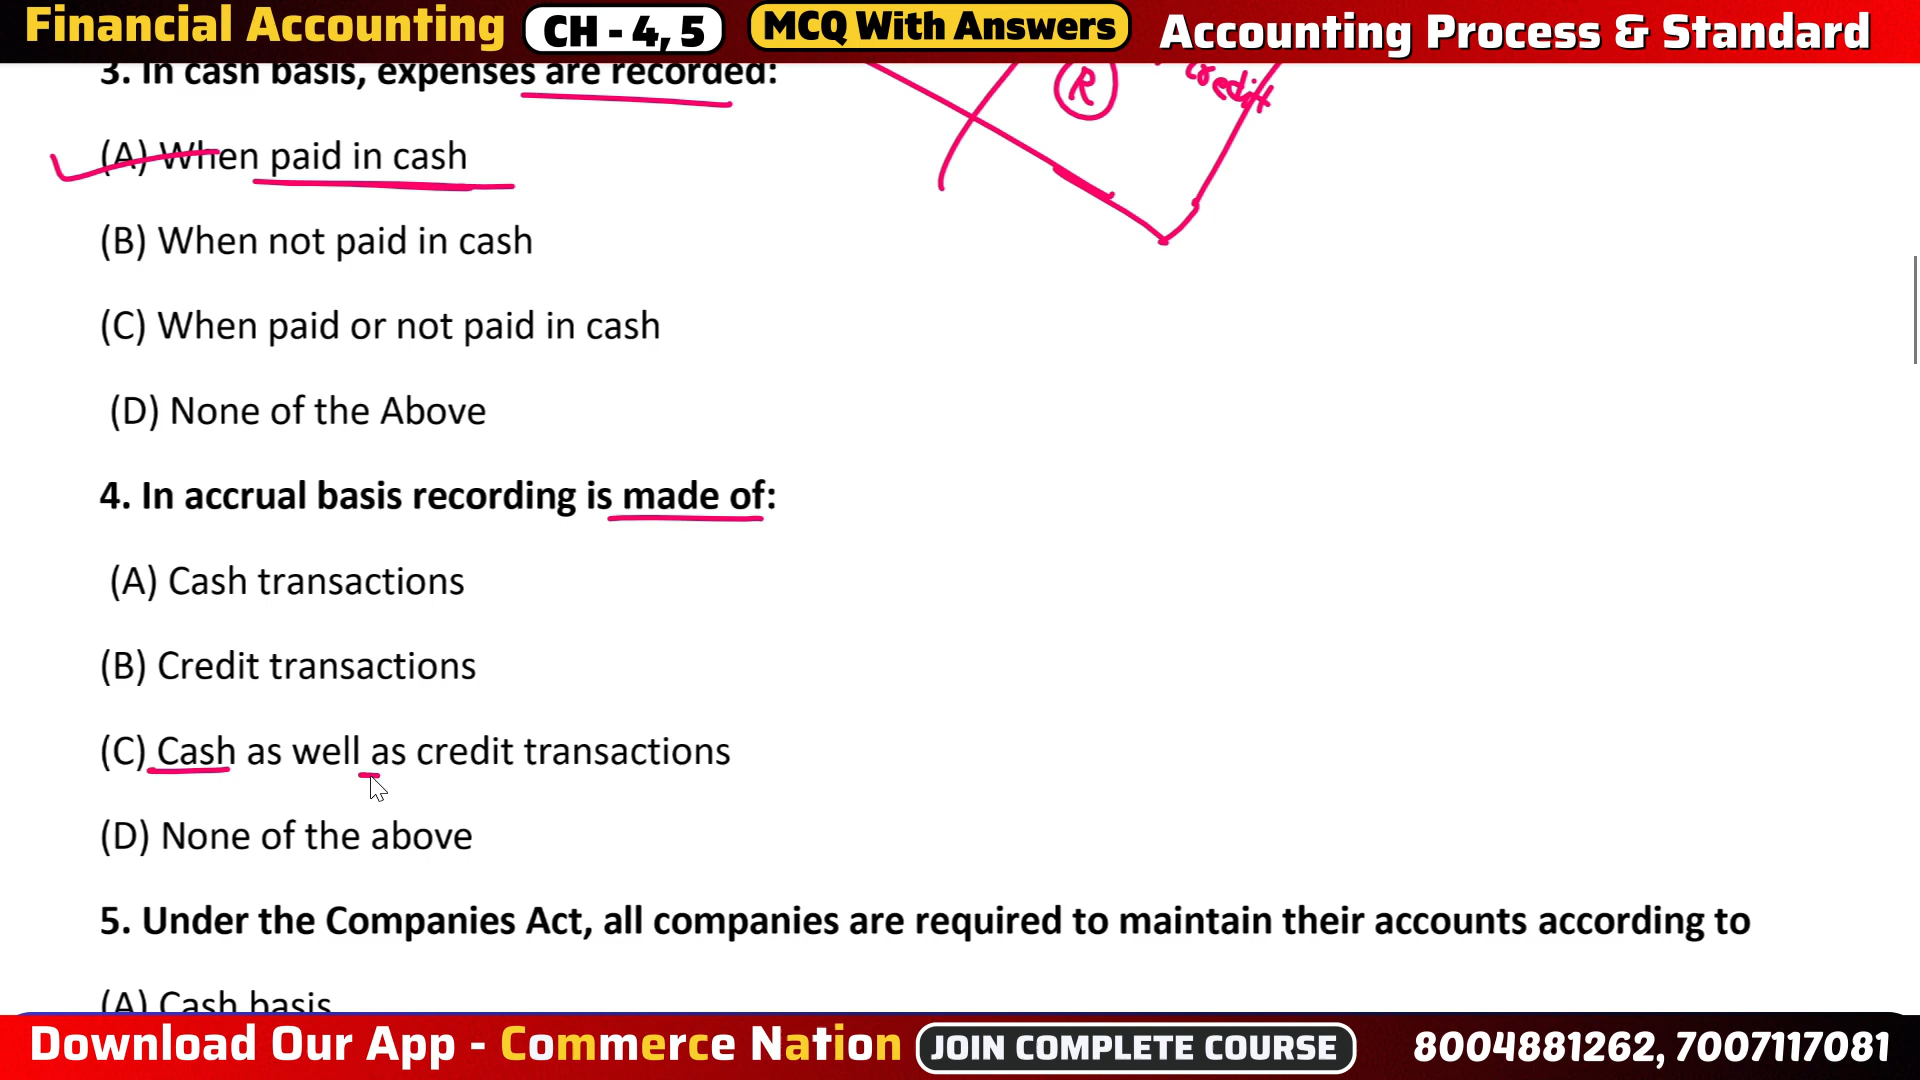 Financial Accounting CH - 4, 5 MCQ With Answers Accounting Process & Standard
3. In cash basis, expenses are recorded:
R credit
(A) When paid in cash
(B) When not paid in cash
(C) When paid or not paid in cash
(D) None of the Above
4. In accrual basis recording is made of:
(A) Cash transactions
(B) Credit transactions
(C) Cash as well as credit transactions
(D) None of the above
5. Under the Companies Act, all companies are required to maintain their accounts according to
(A) Cash basis
Download Our App - Commerce Nation JOIN COMPLETE COURSE 8004881262, 7007117081